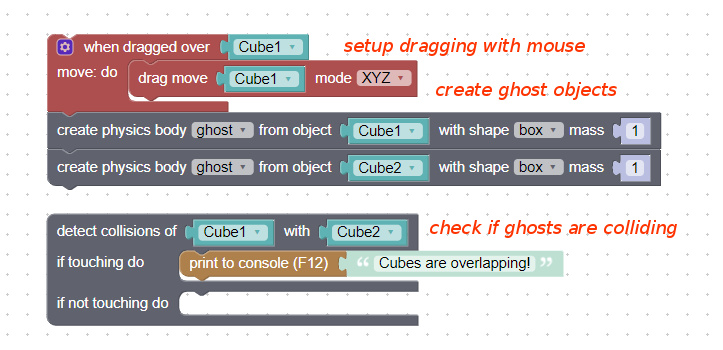 when dragged over Cube1 setup dragging with mouse
move: do drag move Cube1 mode XYZ
create ghost objects
create physics body ghost from object Cube1 with shape box mass 1
create physics body ghost from object Cube2 with shape box mass 1
detect collisions of Cube1 with Cube2 check if ghosts are colliding
if touching do print to console (F12) “ Cubes are overlapping! ”
if not touching do